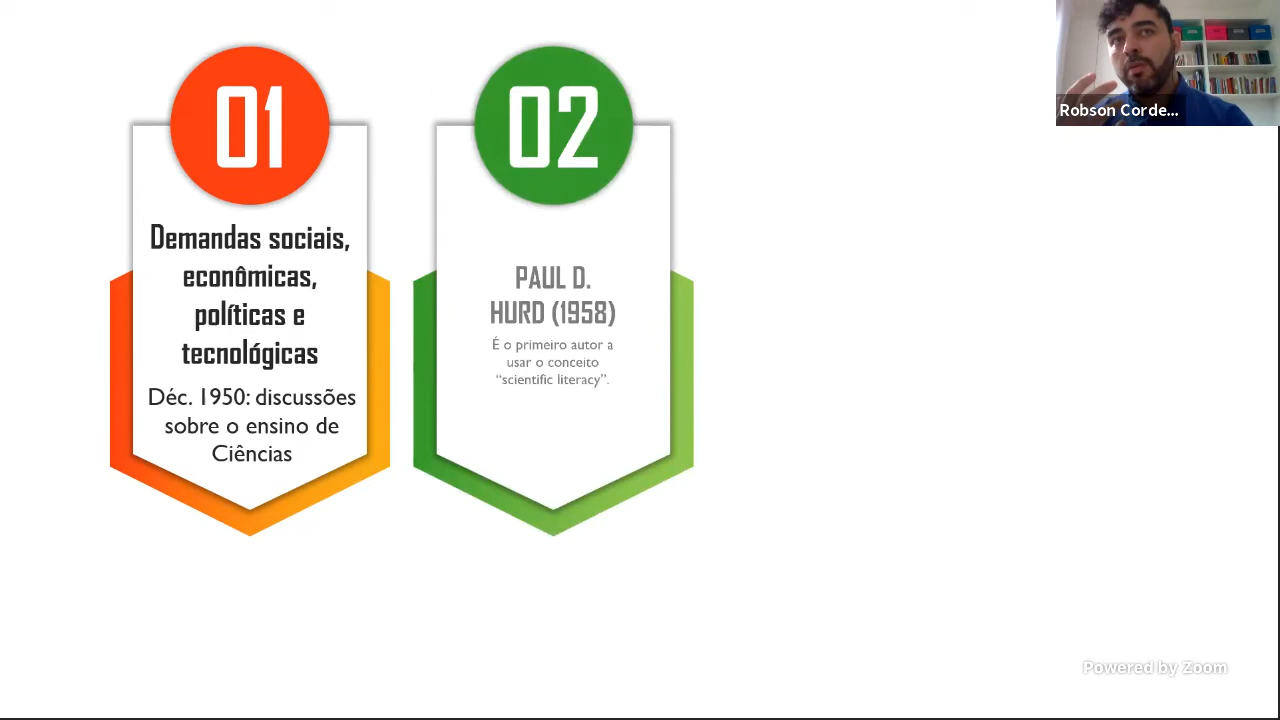 01
Demandas sociais,
econômicas,
políticas e
tecnológicas
Déc. 1950: discussões
sobre o ensino de
Ciências
02
PAUL D.
HURD (1958)
É o primeiro autor a
usar o conceito
“scientific literacy”.
Robson Corde...
Powered by Zoom